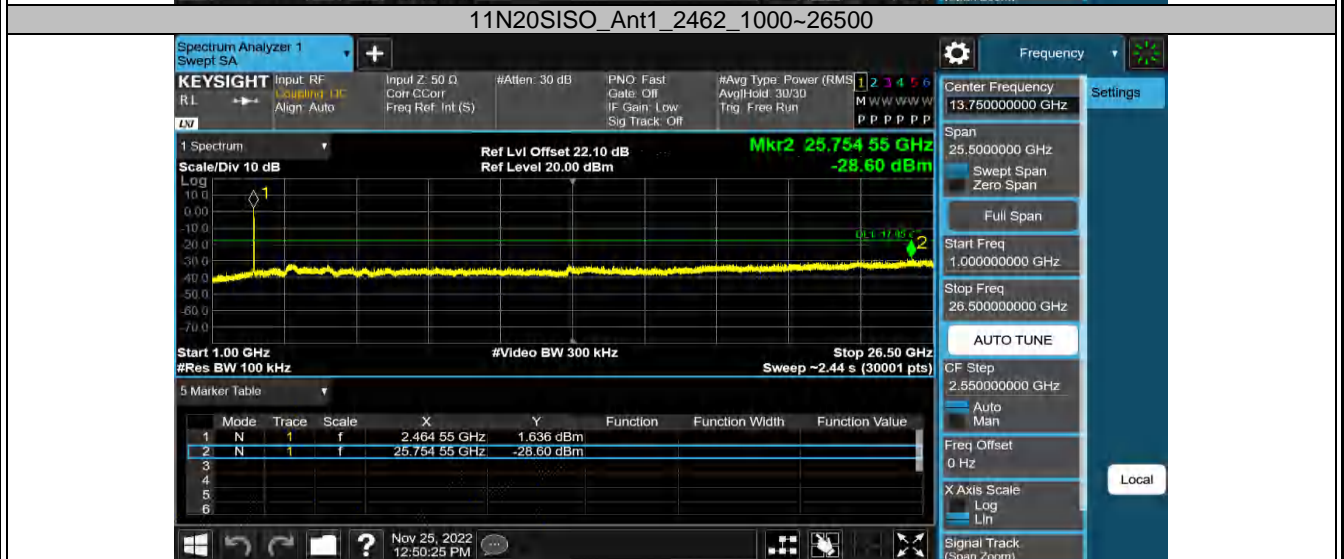 11N20SISO_Ant1_2462_1000~26500
Spectrum Analyzer 1
Swept SA
Frequency
KEYSIGHT
RL
LXI
Input: RF
Coupling: DC
Align: Auto
Input Z: 50 Ω
Corr CCorr
Freq Ref: Int (S)
#Atten: 30 dB
PNO: Fast
Gate: Off
IF Gain: Low
Sig Track: Off
#Avg Type: Power (RMS
Avg|Hold: 30/30
Trig: Free Run
1 2 3 4 5 6
M W W W W W
P P P P P P
Center Frequency
13.750000000 GHz
Settings
Span
25.5000000 GHz
Swept Span
Zero Span
Full Span
Start Freq
1.000000000 GHz
Stop Freq
26.500000000 GHz
AUTO TUNE
CF Step
2.550000000 GHz
Auto
Man
Freq Offset
0 Hz
X Axis Scale
Log
Lin
Signal Track
(Span Zoom)
Local
1 Spectrum
Scale/Div 10 dB
Ref Lvl Offset 22.10 dB
Ref Level 20.00 dBm
Mkr2 25.754 55 GHz
-28.60 dBm
Log
10.0
0.00
-10.0
-20.0
-30.0
-40.0
-50.0
-60.0
-70.0
1
2
Start 1.00 GHz
#Video BW 300 kHz
Stop 26.50 GHz
#Res BW 100 kHz
Sweep ~2.44 s (30001 pts)
5 Marker Table
Mode Trace Scale X Y Function Function Width Function Value
1 N 1 f 2.464 55 GHz 1.636 dBm
2 N 1 f 25.754 55 GHz -28.60 dBm
3
4
5
6
?
Nov 25, 2022
12:50:25 PM